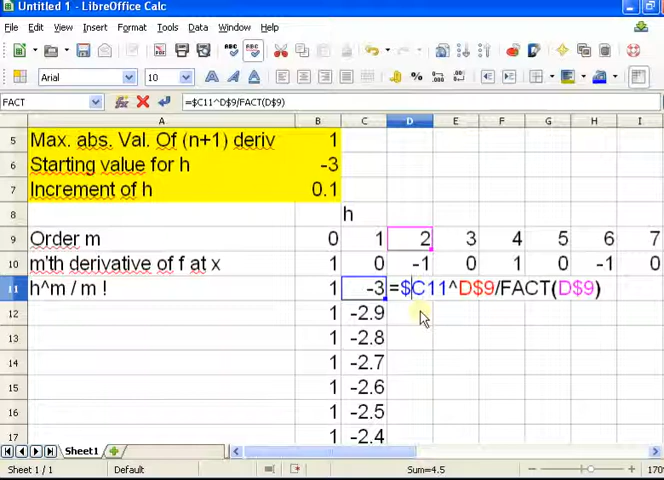 Untitled 1 - LibreOffice Calc
File Edit View Insert Format Tools Data Window Help
Arial 10
FACT =$C11^D$9/FACT(D$9)
A B C D E F G H I
5 Max. abs. Val. Of (n+1) deriv 1
6 Starting value for h -3
7 Increment of h 0.1
8 h
9 Order m 0 1 2 3 4 5 6 7
10 m'th derivative of f at x 1 0 -1 0 1 0 -1 0
11 h^m / m ! 1 -3 =$C11^D$9/FACT(D$9)
12 1 -2.9
13 1 -2.8
14 1 -2.7
15 1 -2.6
16 1 -2.5
17 1 -2.4
Sheet1
Sheet 1 / 1 Default Sum=4.5 170